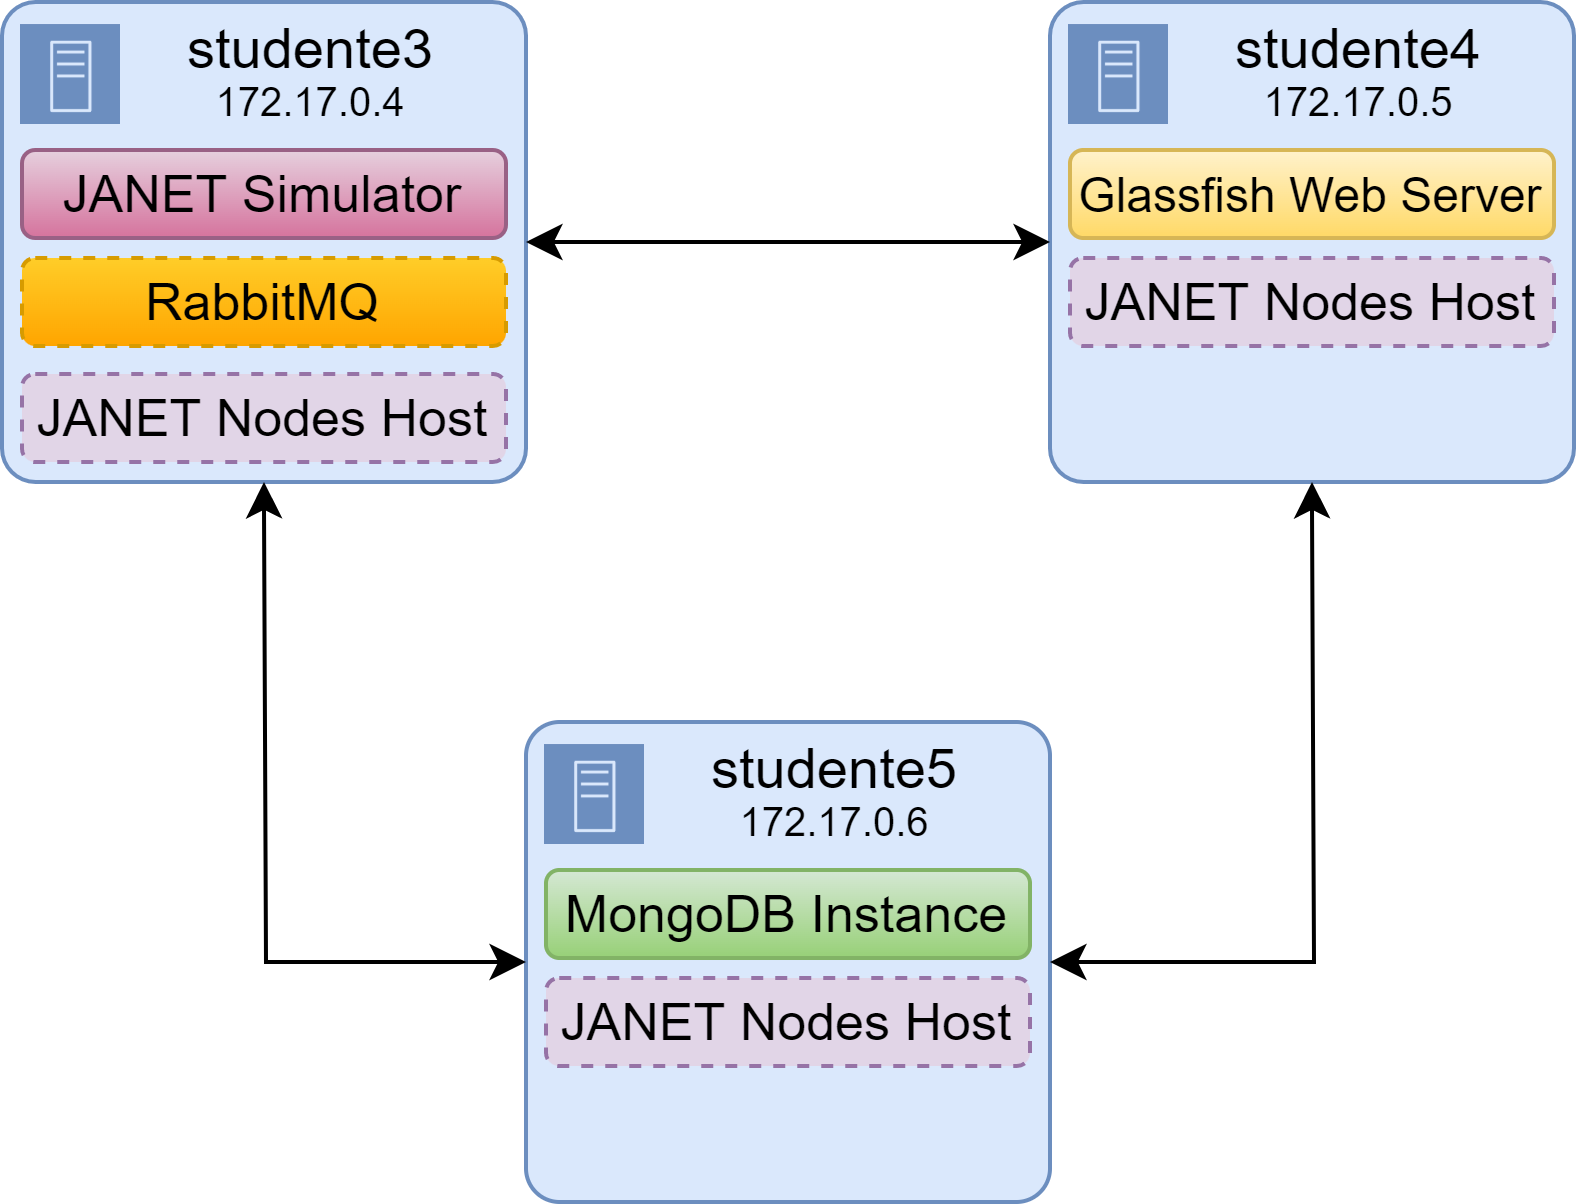 studente3
172.17.0.4
JANET Simulator
RabbitMQ
JANET Nodes Host
studente4
172.17.0.5
Glassfish Web Server
JANET Nodes Host
studente5
172.17.0.6
MongoDB Instance
JANET Nodes Host